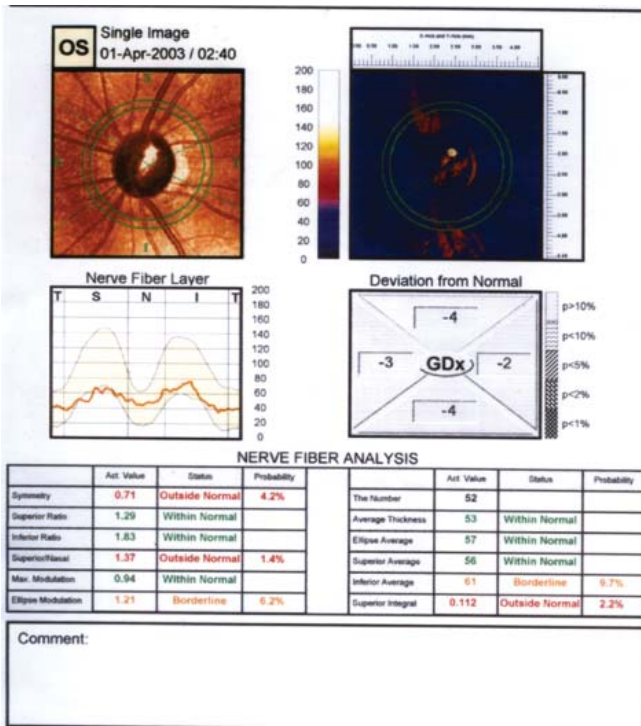 OS
Single Image
01-Apr-2003 / 02:40
200
180
160
140
120
100
80
60
40
20
0
Nerve Fiber Layer
T S N I T
200
180
160
140
120
100
80
60
40
20
0
Deviation from Normal
-4
-3 GDx -2
-4
p>10%
p<10%
p<5%
p<2%
p<1%
NERVE FIBER ANALYSIS
Act. Value Status Probability
Symmetry 0.71 Outside Normal 4.2%
Superior Ratio 1.29 Within Normal
Inferior Ratio 1.83 Within Normal
Superior/Nasal 1.37 Outside Normal 1.4%
Max. Modulation 0.94 Within Normal
Ellipse Modulation 1.21 Borderline 6.2%
Act. Value Status Probability
The Number 52
Average Thickness 53 Within Normal
Ellipse Average 57 Within Normal
Superior Average 56 Within Normal
Inferior Average 61 Borderline
Superior Integral 0.112 Outside Normal 2.2%
Comment: